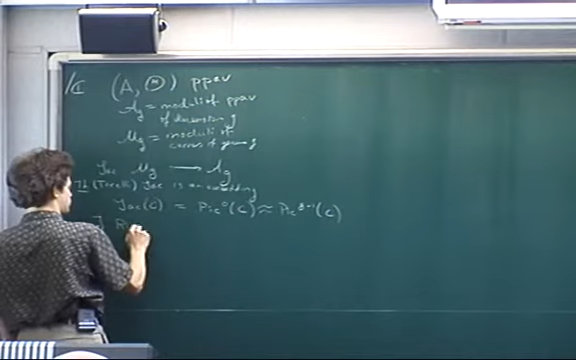 /ℂ (A, Θ) ppav
A_g = moduli of ppav
of dimension g
M_g = moduli of
curves of genus g
Jac M_g → A_g
Th (Torelli) Jac is an embedding
Jac(C) = Pic⁰(C) ≈ Pic^{g-1}(C)
∃ R